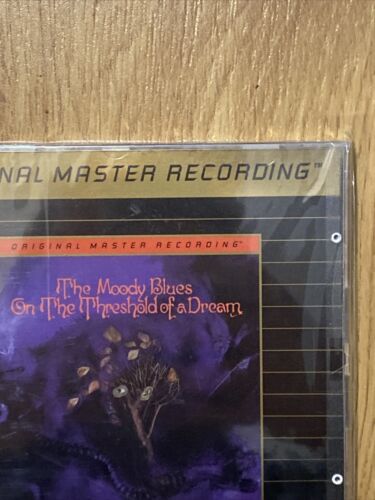 NAL MASTER RECORDING™
ORIGINAL MASTER RECORDING™
The Moody Blues
On The Threshold of a Dream